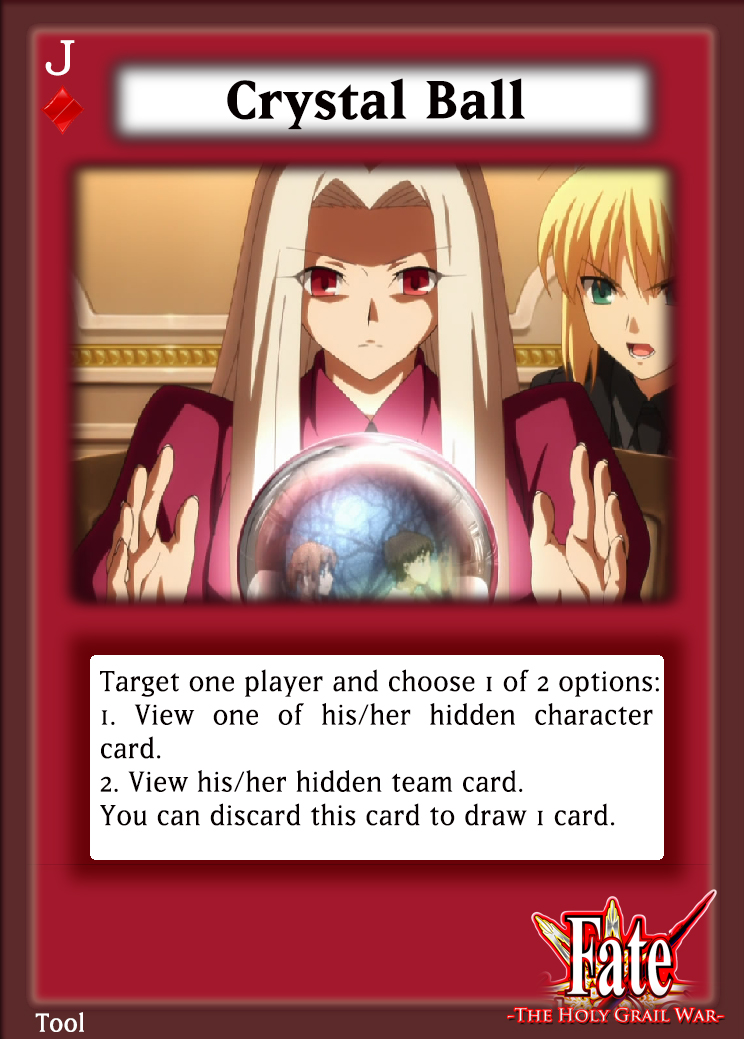 J
Crystal Ball
Target one player and choose 1 of 2 options:
1. View one of his/her hidden character
card.
2. View his/her hidden team card.
You can discard this card to draw 1 card.
Fate
-THE HOLY GRAIL WAR-
Tool